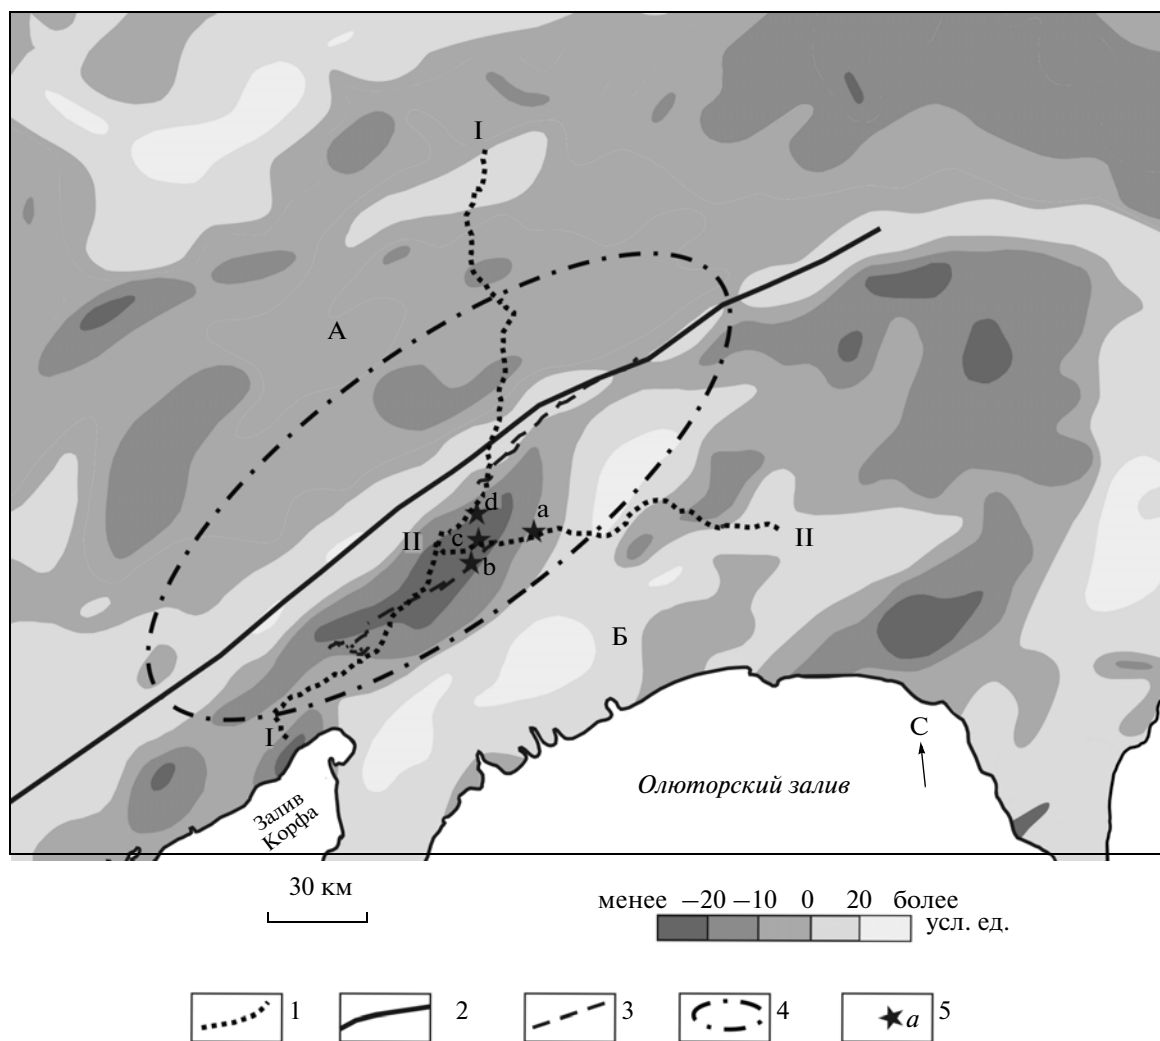 I
А
d
a
II
c
II
b
Б
I
С
Олюторский залив
Залив
Корфа
30 км
менее −20 −10 0 20 более
усл. ед.
1
2
3
4
a 5